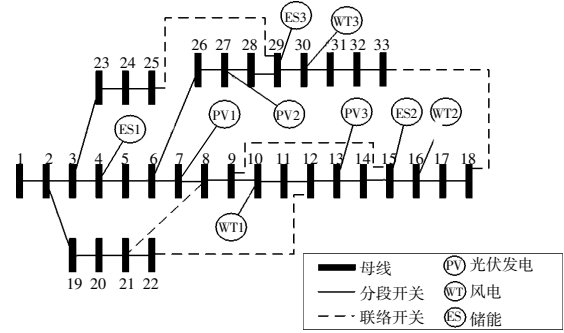 ES3 WT3
26 27 28 29 30 31 32 33
23 24 25
PV1 PV2
ES1 PV3 ES2 WT2
1 2 3 4 5 6 7 8 9 10 11 12 13 14 15 16 17 18
WT1
19 20 21 22
母线 PV 光伏发电
分段开关 WT 风电
联络开关 ES 储能